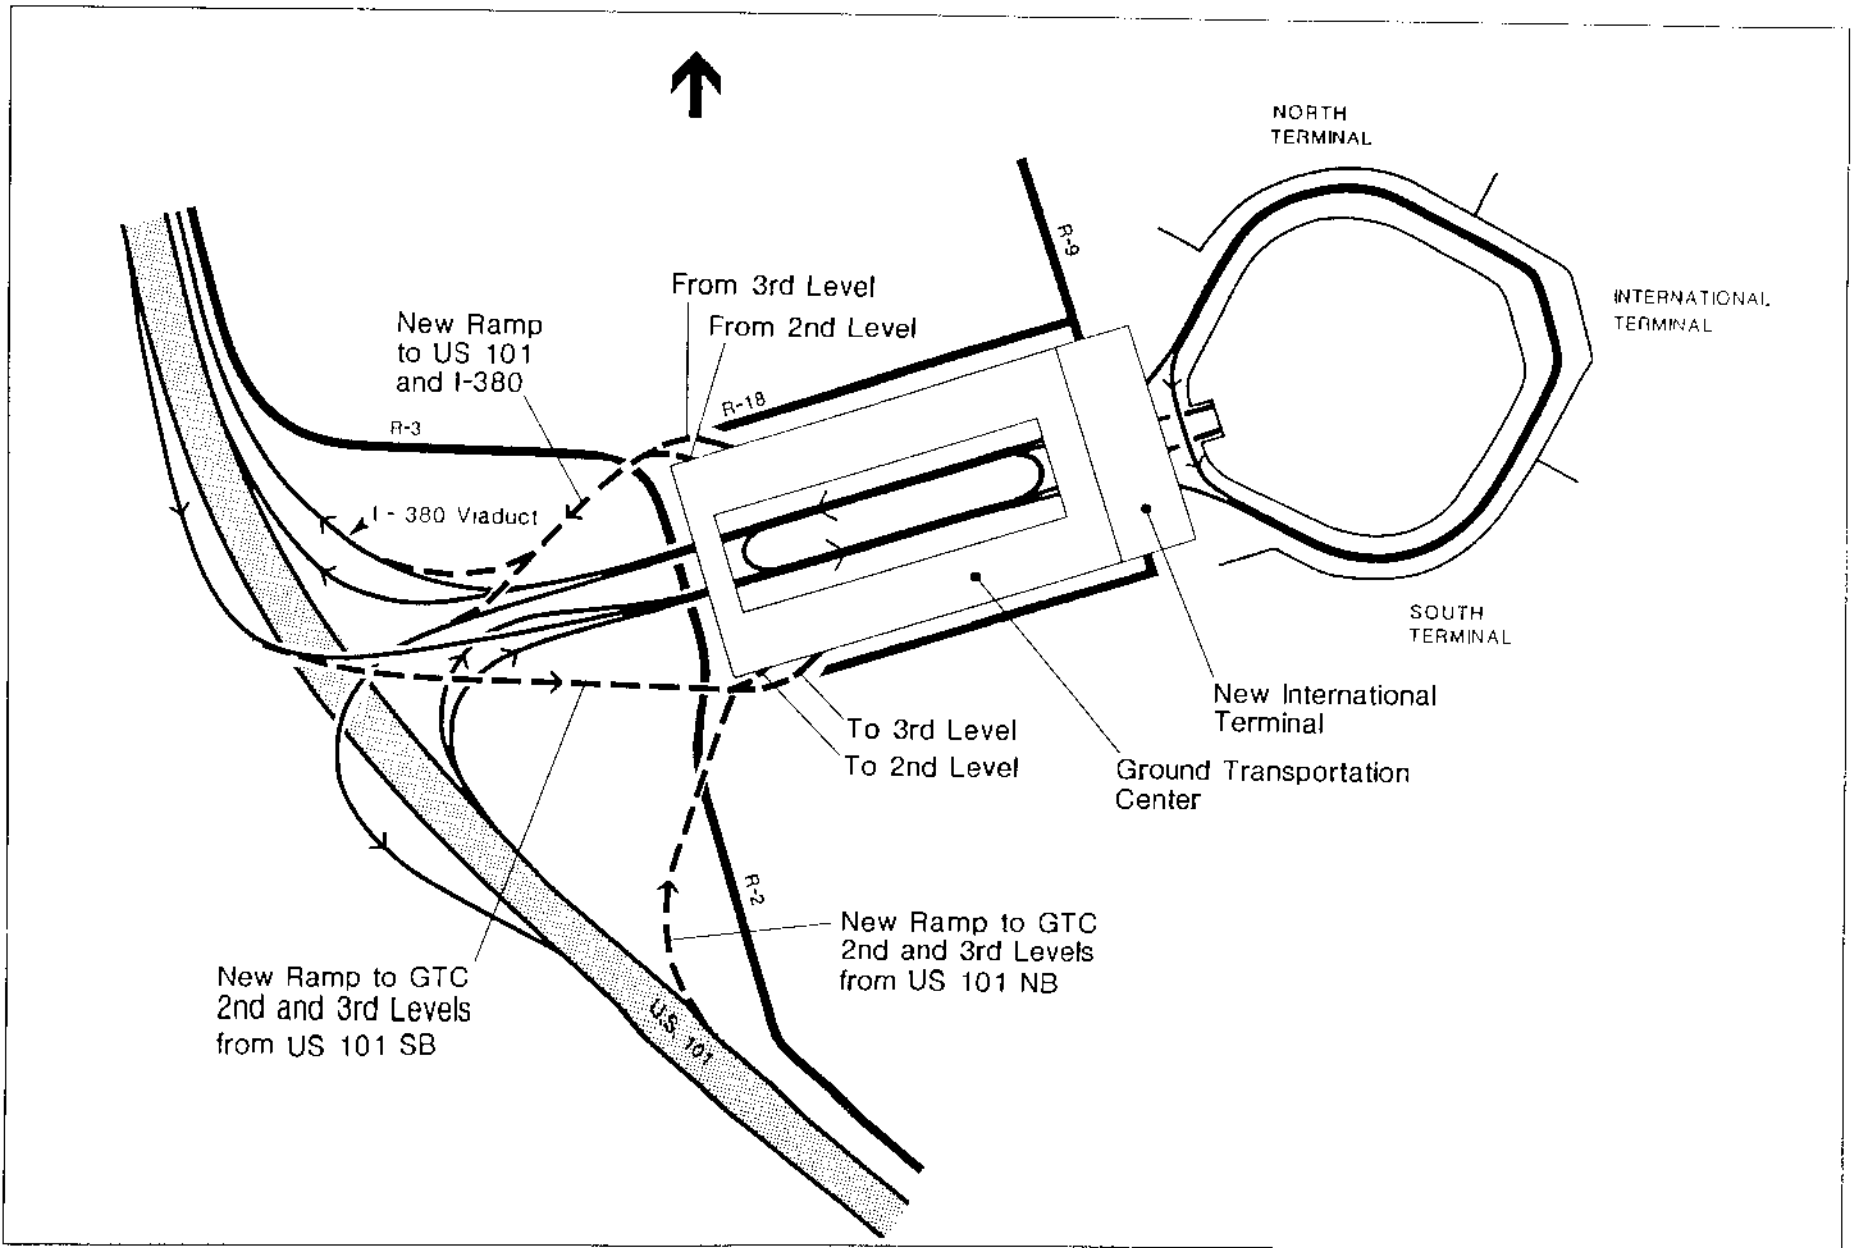 NORTH
TERMINAL
R-9
From 3rd Level
From 2nd Level
INTERNATIONAL
TERMINAL
New Ramp
to US 101
and I-380
R-18
R-3
I - 380 Viaduct
SOUTH
TERMINAL
New International
Terminal
To 3rd Level
To 2nd Level
Ground Transportation
Center
R-2
New Ramp to GTC
2nd and 3rd Levels
from US 101 NB
New Ramp to GTC
2nd and 3rd Levels
from US 101 SB
U.S. 101